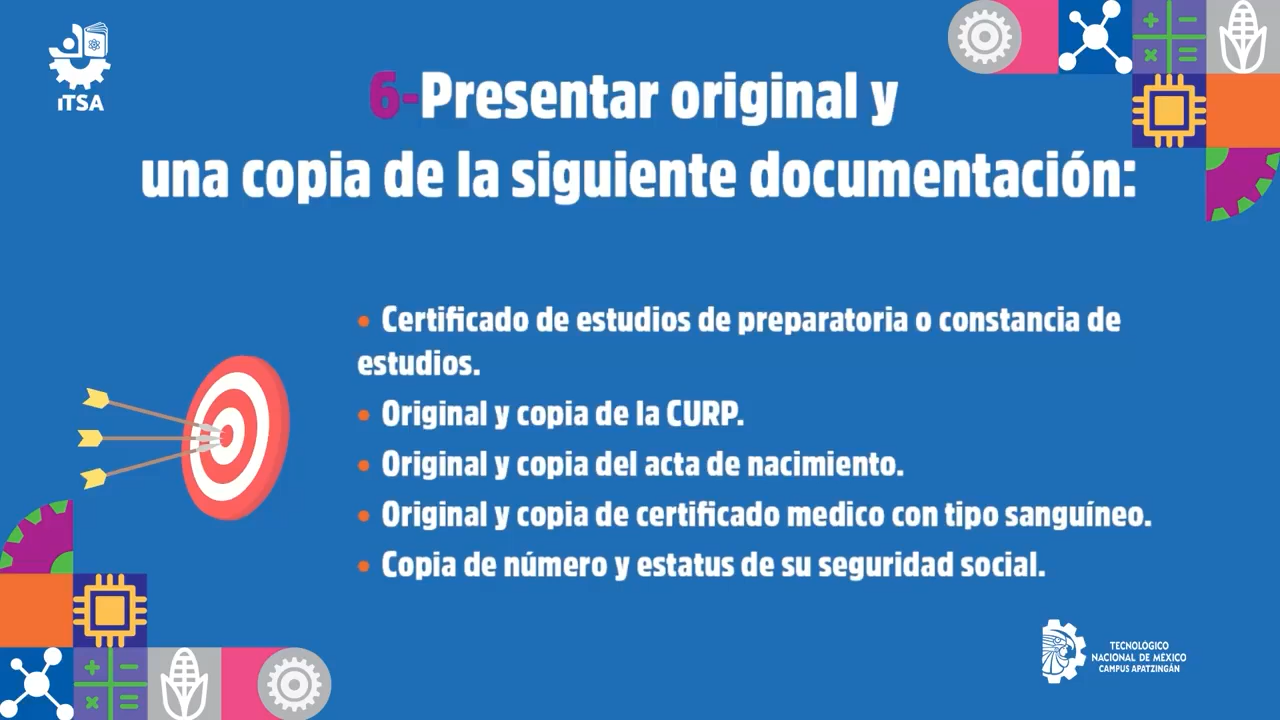 iTSA
6-Presentar original y
una copia de la siguiente documentación:
• Certificado de estudios de preparatoria o constancia de
estudios.
• Original y copia de la CURP.
• Original y copia del acta de nacimiento.
• Original y copia de certificado medico con tipo sanguíneo.
• Copia de número y estatus de su seguridad social.
TECNOLÓGICO
NACIONAL DE MÉXICO
CAMPUS APATZINGÁN